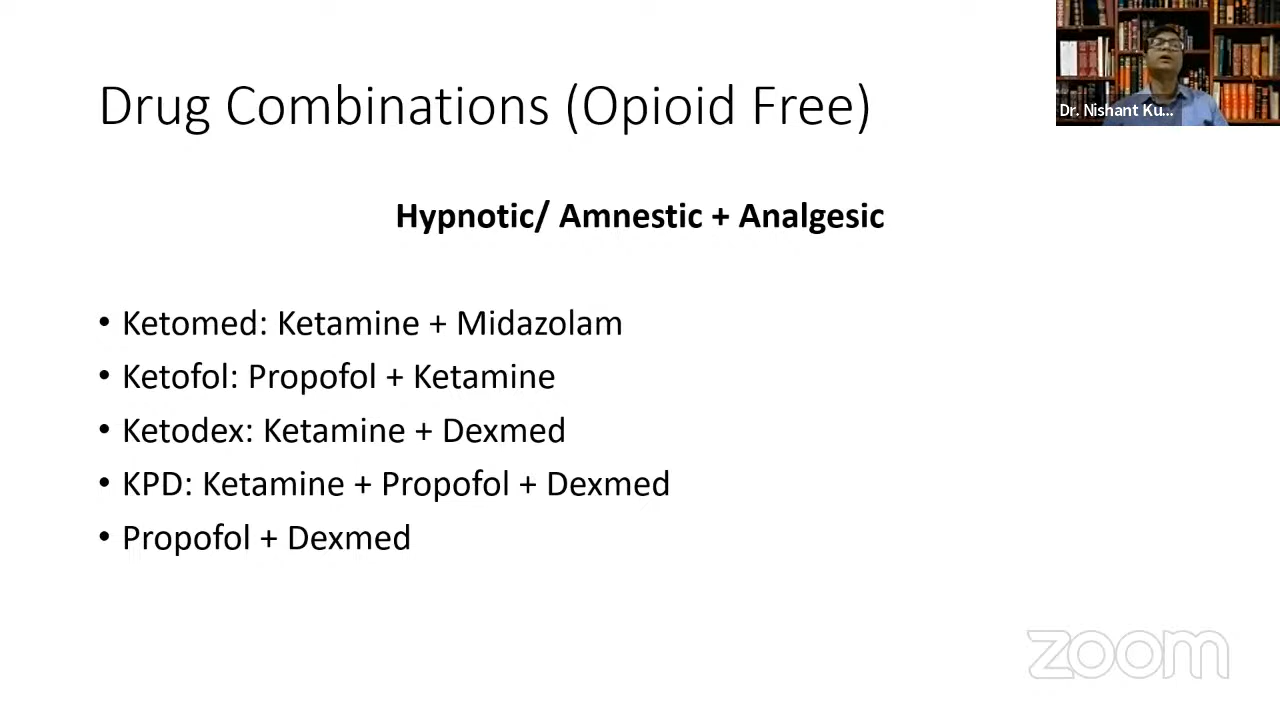 Drug Combinations (Opioid Free)
Dr. Nishant Ku...
Hypnotic/ Amnestic + Analgesic
• Ketomed: Ketamine + Midazolam
• Ketofol: Propofol + Ketamine
• Ketodex: Ketamine + Dexmed
• KPD: Ketamine + Propofol + Dexmed
• Propofol + Dexmed
zoom